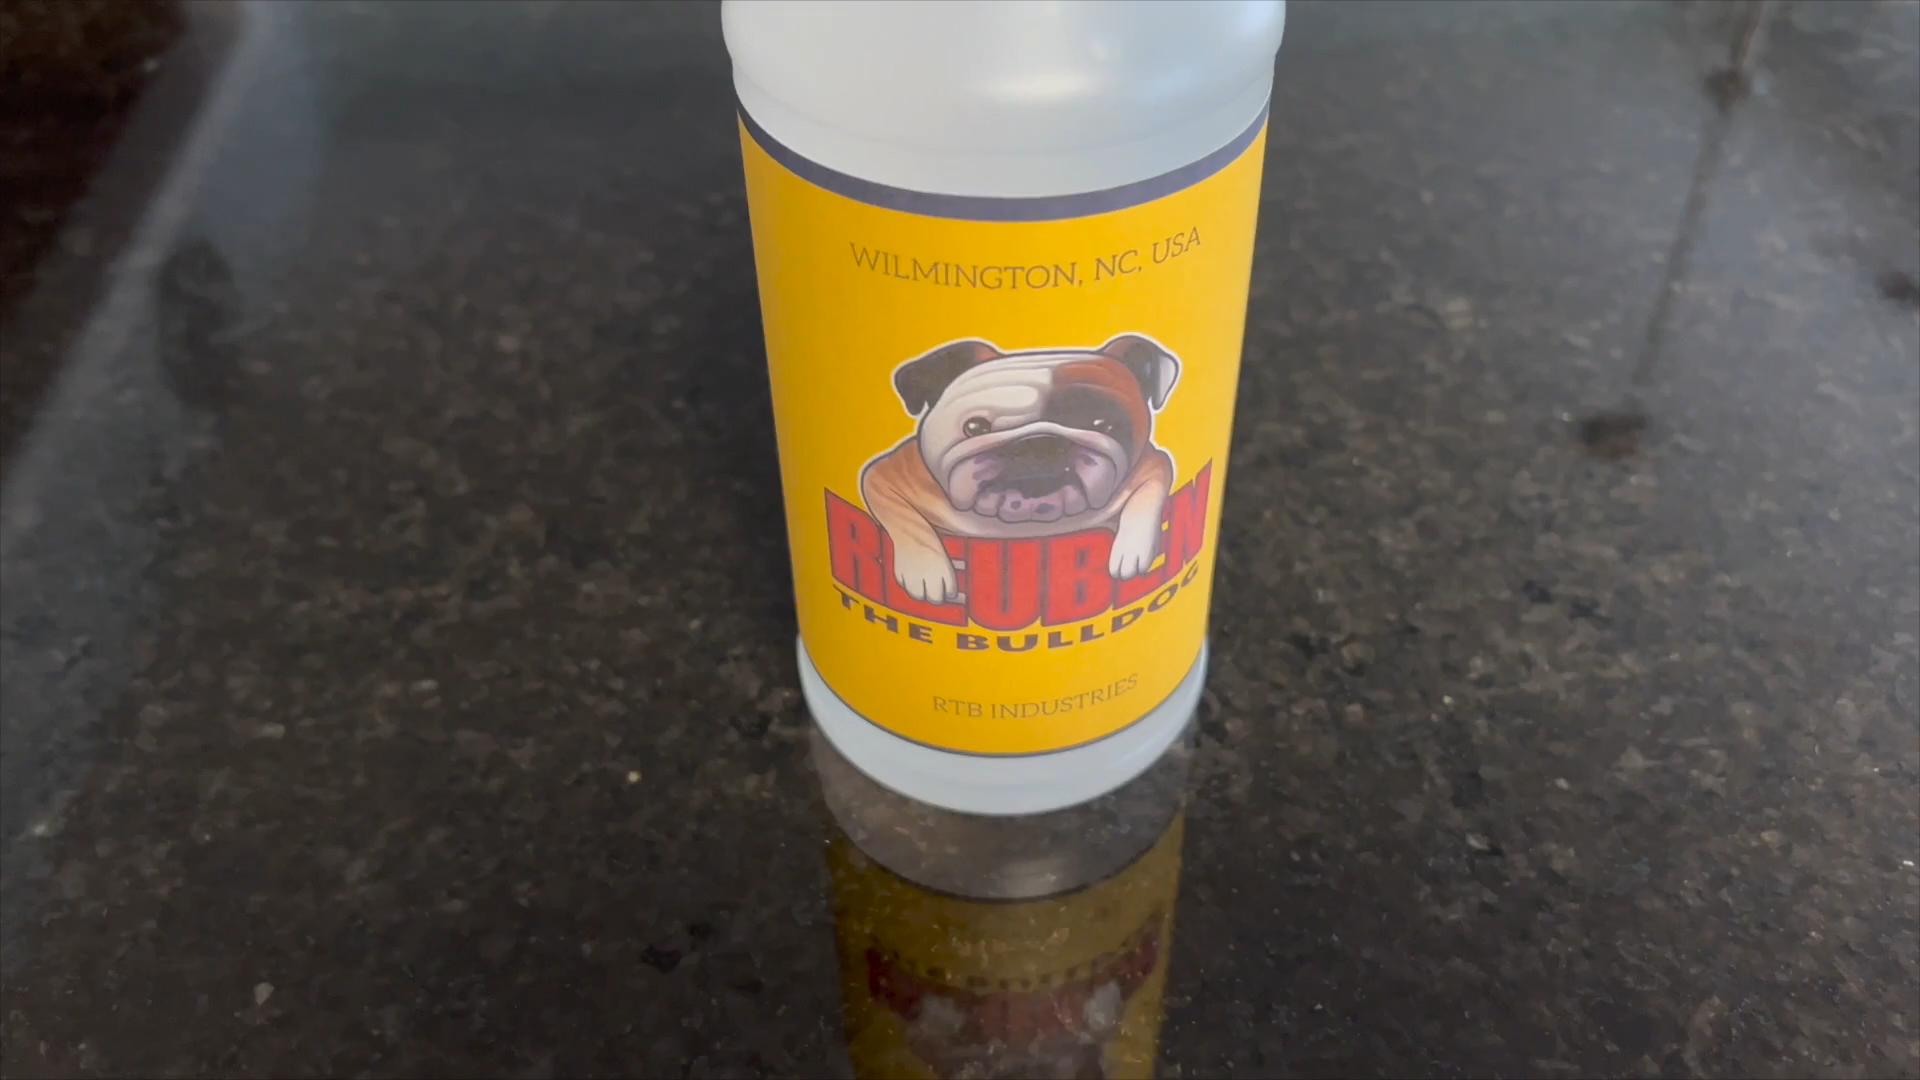 WILMINGTON, NC, USA
REUBEN
THE BULLDOG
RTB INDUSTRIES